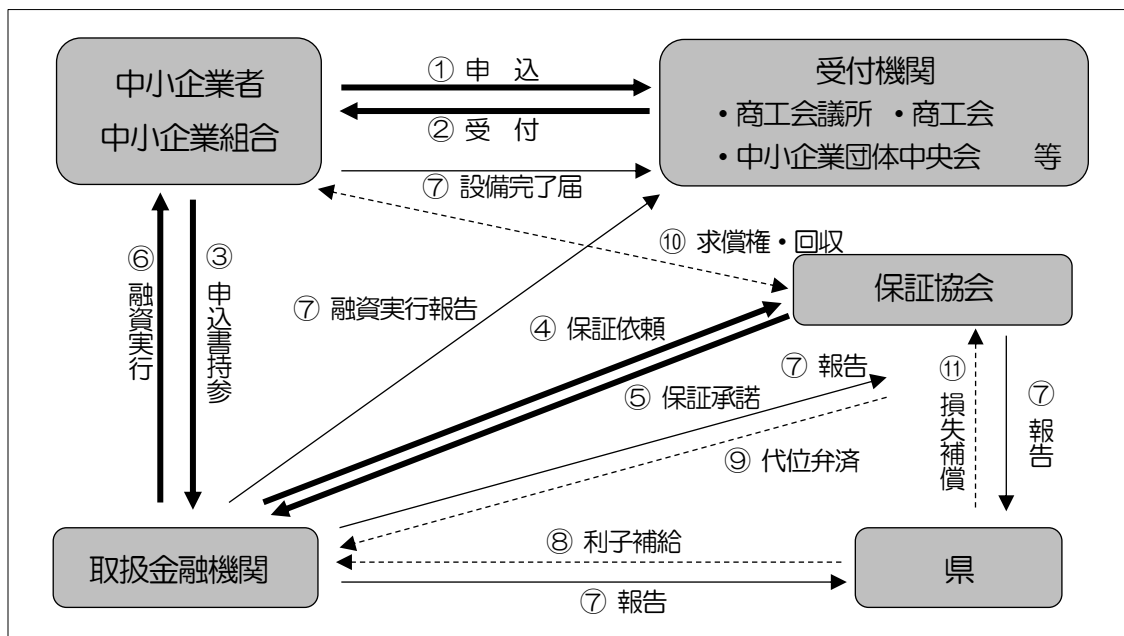 中小企業者
中小企業組合
① 申 込
② 受 付
受付機関
・商工会議所 ・商工会
・中小企業団体中央会 等
⑦ 設備完了届
⑩ 求償権・回収
保証協会
⑥ 融資実行
③ 申込書持参
⑦ 融資実行報告
④ 保証依頼
⑤ 保証承諾
⑦ 報告
⑨ 代位弁済
⑪ 損失補償
⑦ 報告
取扱金融機関
⑧ 利子補給
⑦ 報告
県